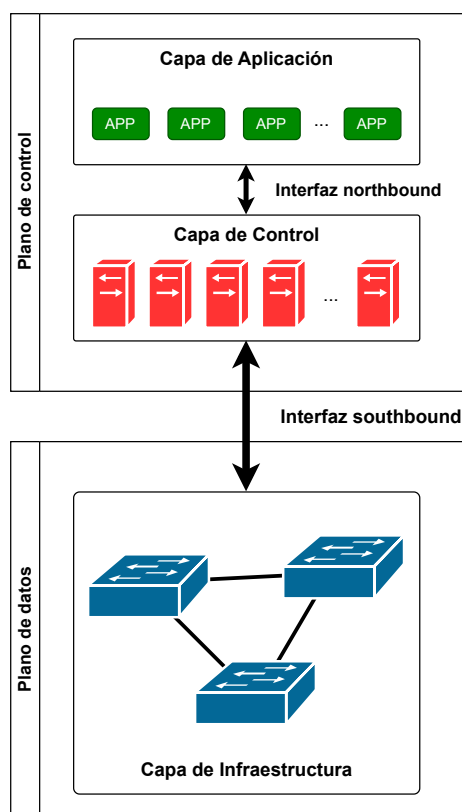 Plano de control
Capa de Aplicación
APP APP APP ... APP
Interfaz northbound
Capa de Control
...
Interfaz southbound
Plano de datos
Capa de Infraestructura